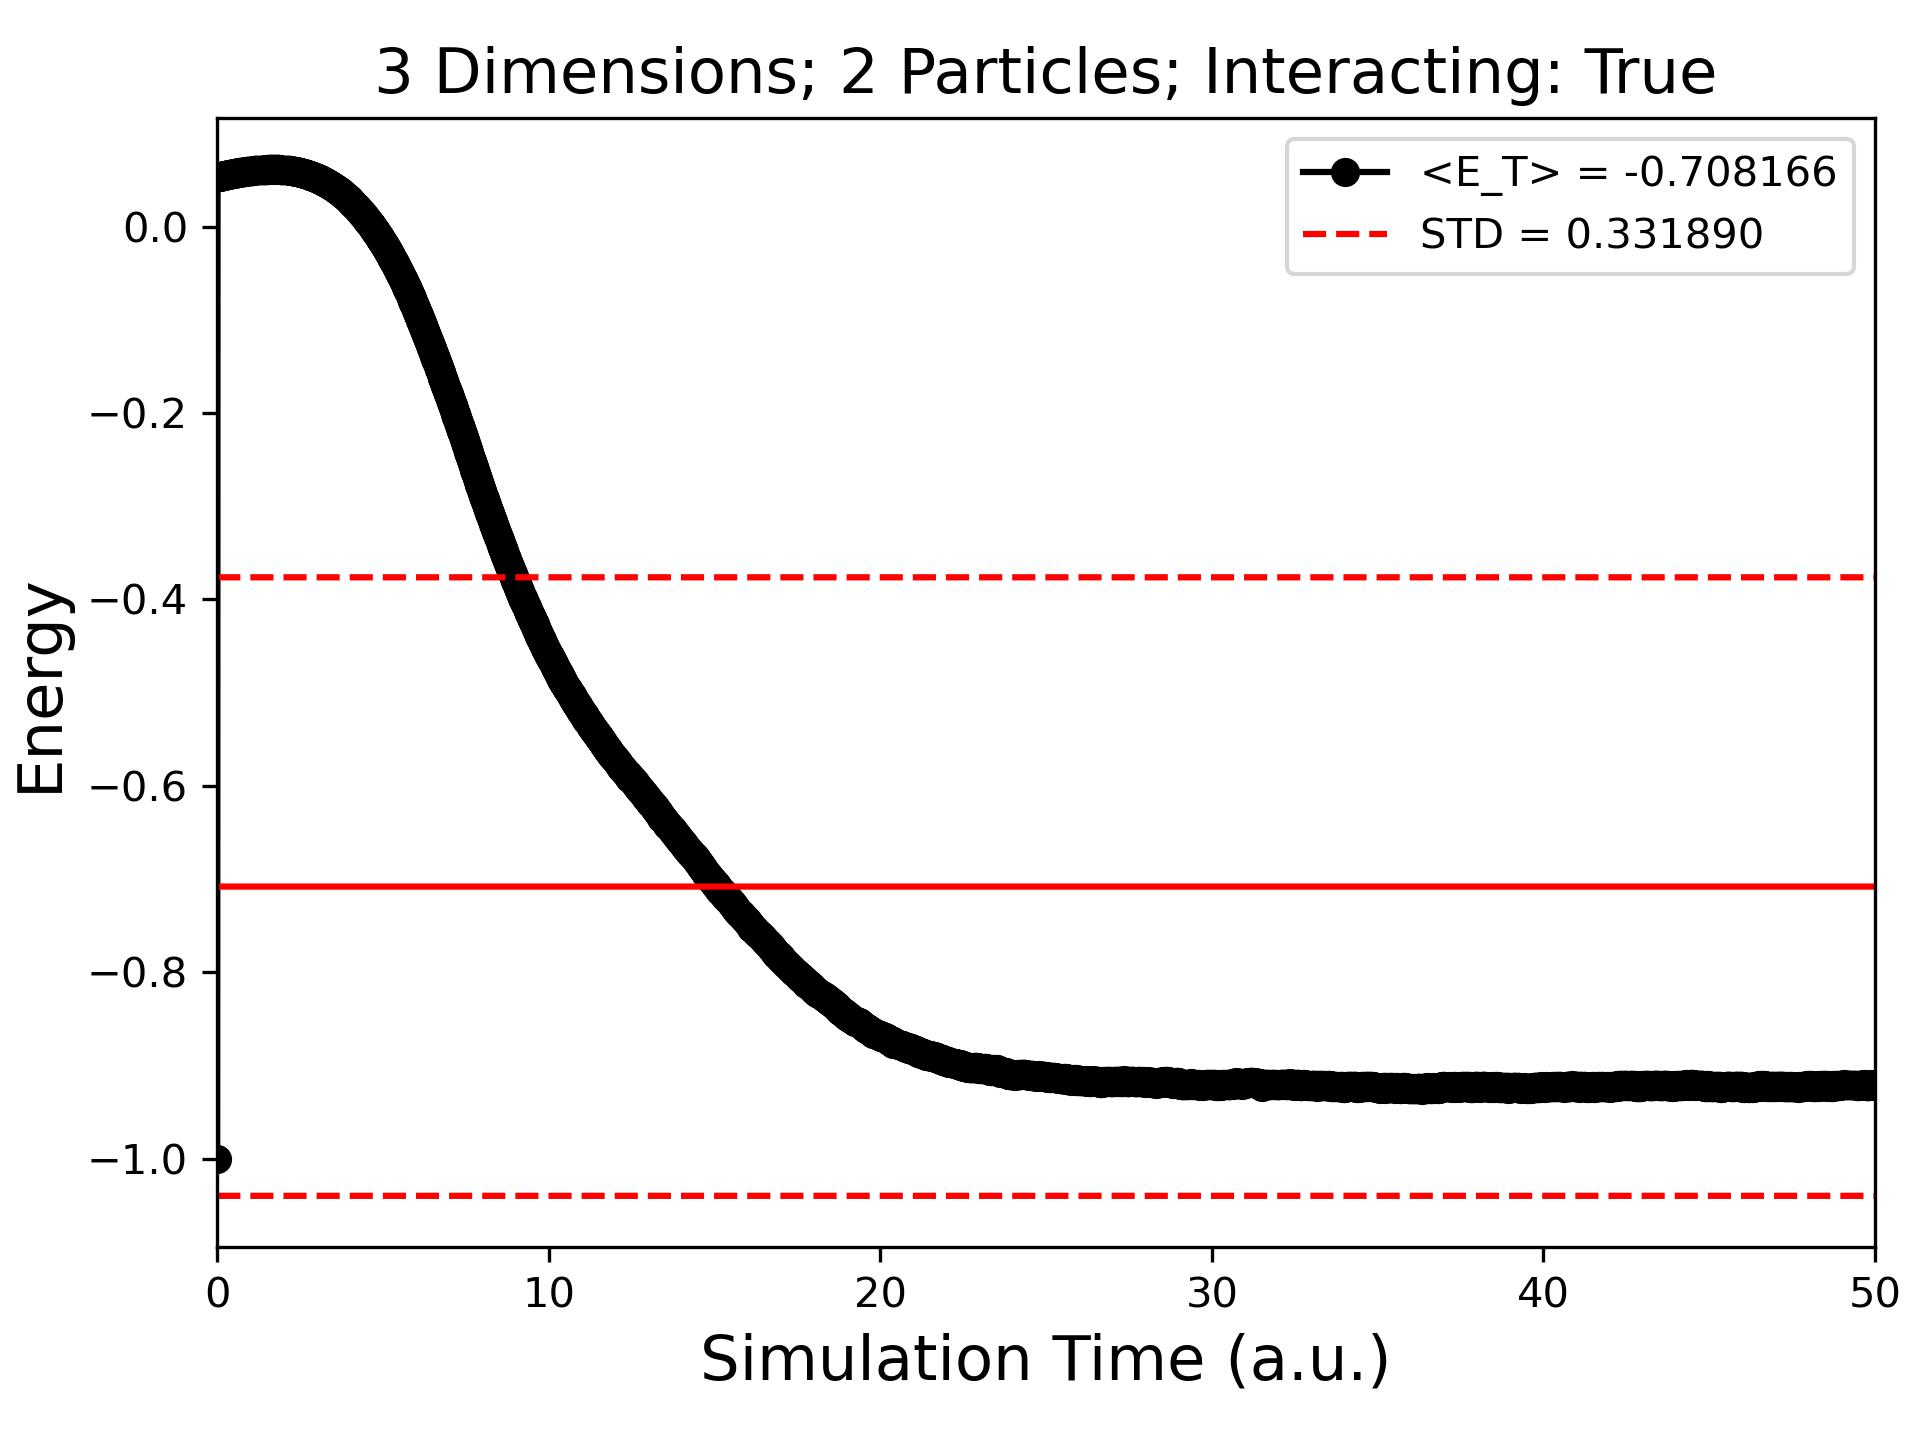 3 Dimensions; 2 Particles; Interacting: True
<E_T> = -0.708166
STD = 0.331890
Energy
0.0
−0.2
−0.4
−0.6
−0.8
−1.0
0 10 20 30 40 50
Simulation Time (a.u.)